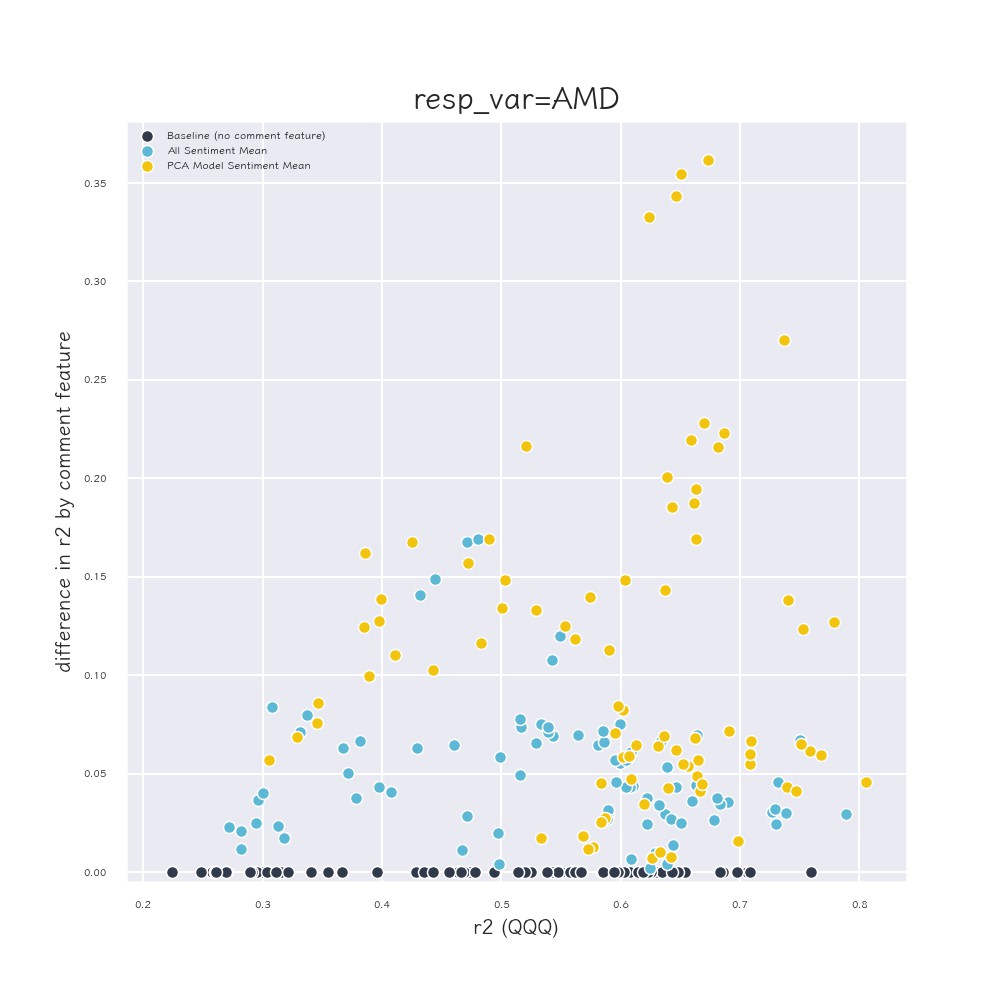 resp_var=AMD
Baseline (no comment feature)
All Sentiment Mean
PCA Model Sentiment Mean
difference in r2 by comment feature
0.35
0.30
0.25
0.20
0.15
0.10
0.05
0.00
0.2 0.3 0.4 0.5 0.6 0.7 0.8
r2 (QQQ)